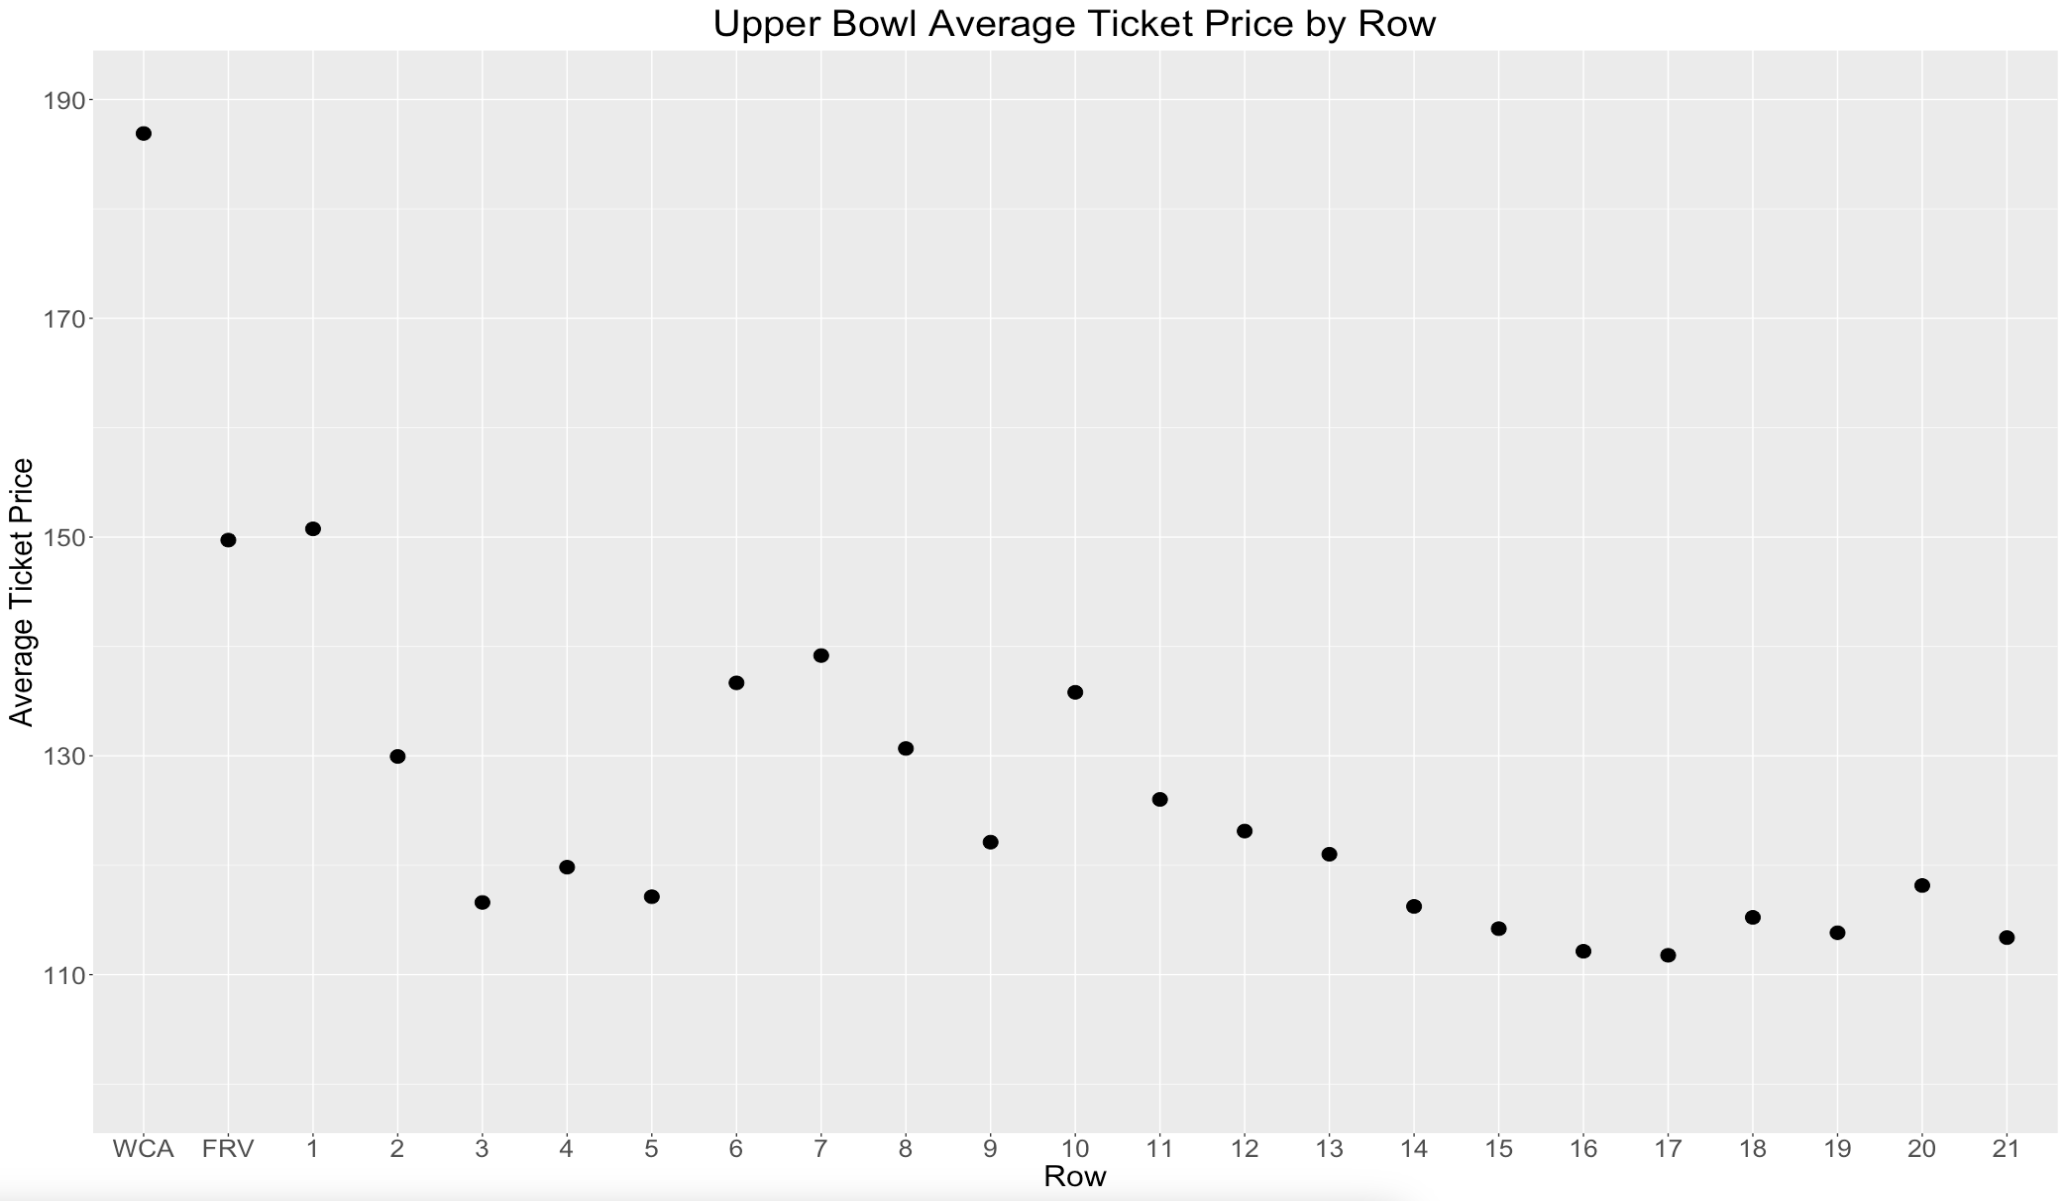 Upper Bowl Average Ticket Price by Row
Average Ticket Price
190
170
150
130
110
WCA FRV 1 2 3 4 5 6 7 8 9 10 11 12 13 14 15 16 17 18 19 20 21
Row